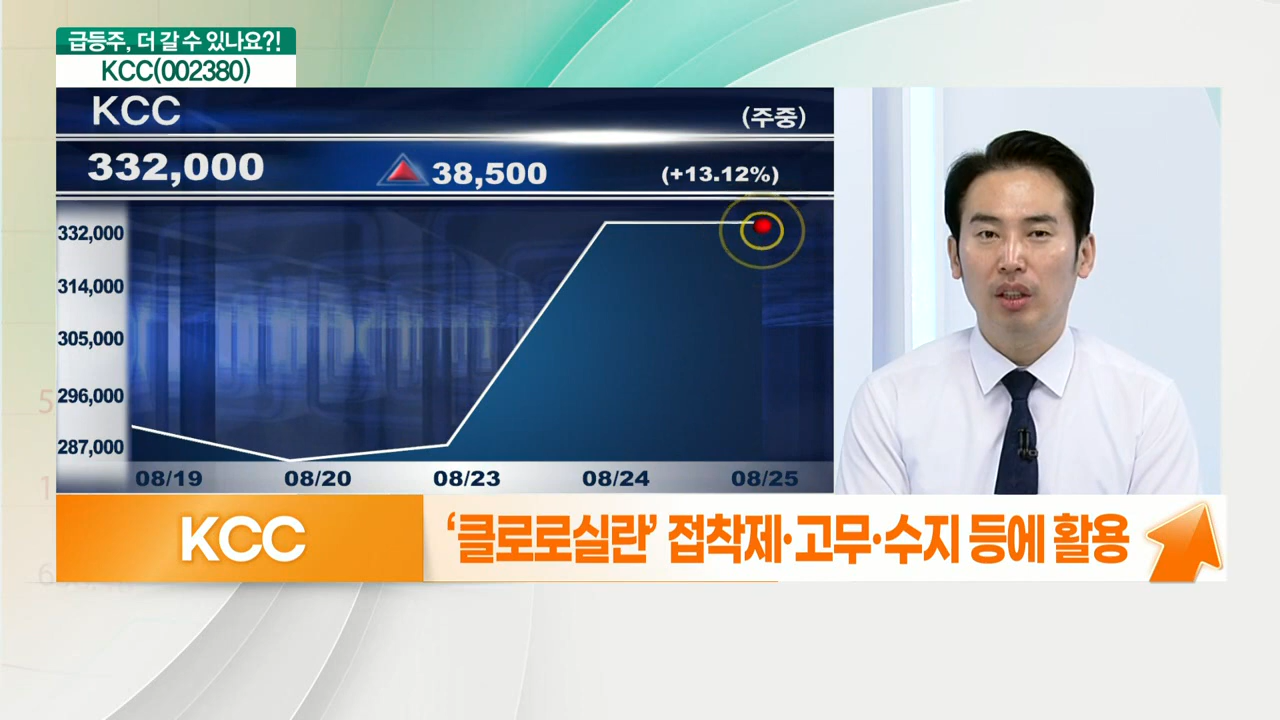 급등주, 더 갈 수 있나요?!
KCC(002380)
KCC
(주중)
332,000
38,500
(+13.12%)
332,000
314,000
305,000
296,000
287,000
08/19
08/20
08/23
08/24
08/25
KCC
‘클로로실란’ 접착제·고무·수지 등에 활용